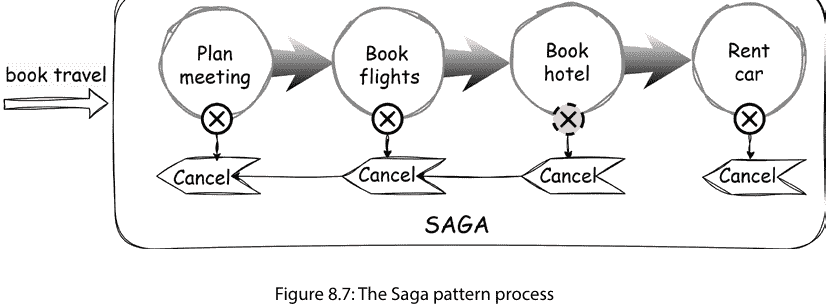 book travel
Plan
meeting
Book
flights
Book
hotel
Rent
car
Cancel
Cancel
Cancel
Cancel
SAGA
Figure 8.7: The Saga pattern process